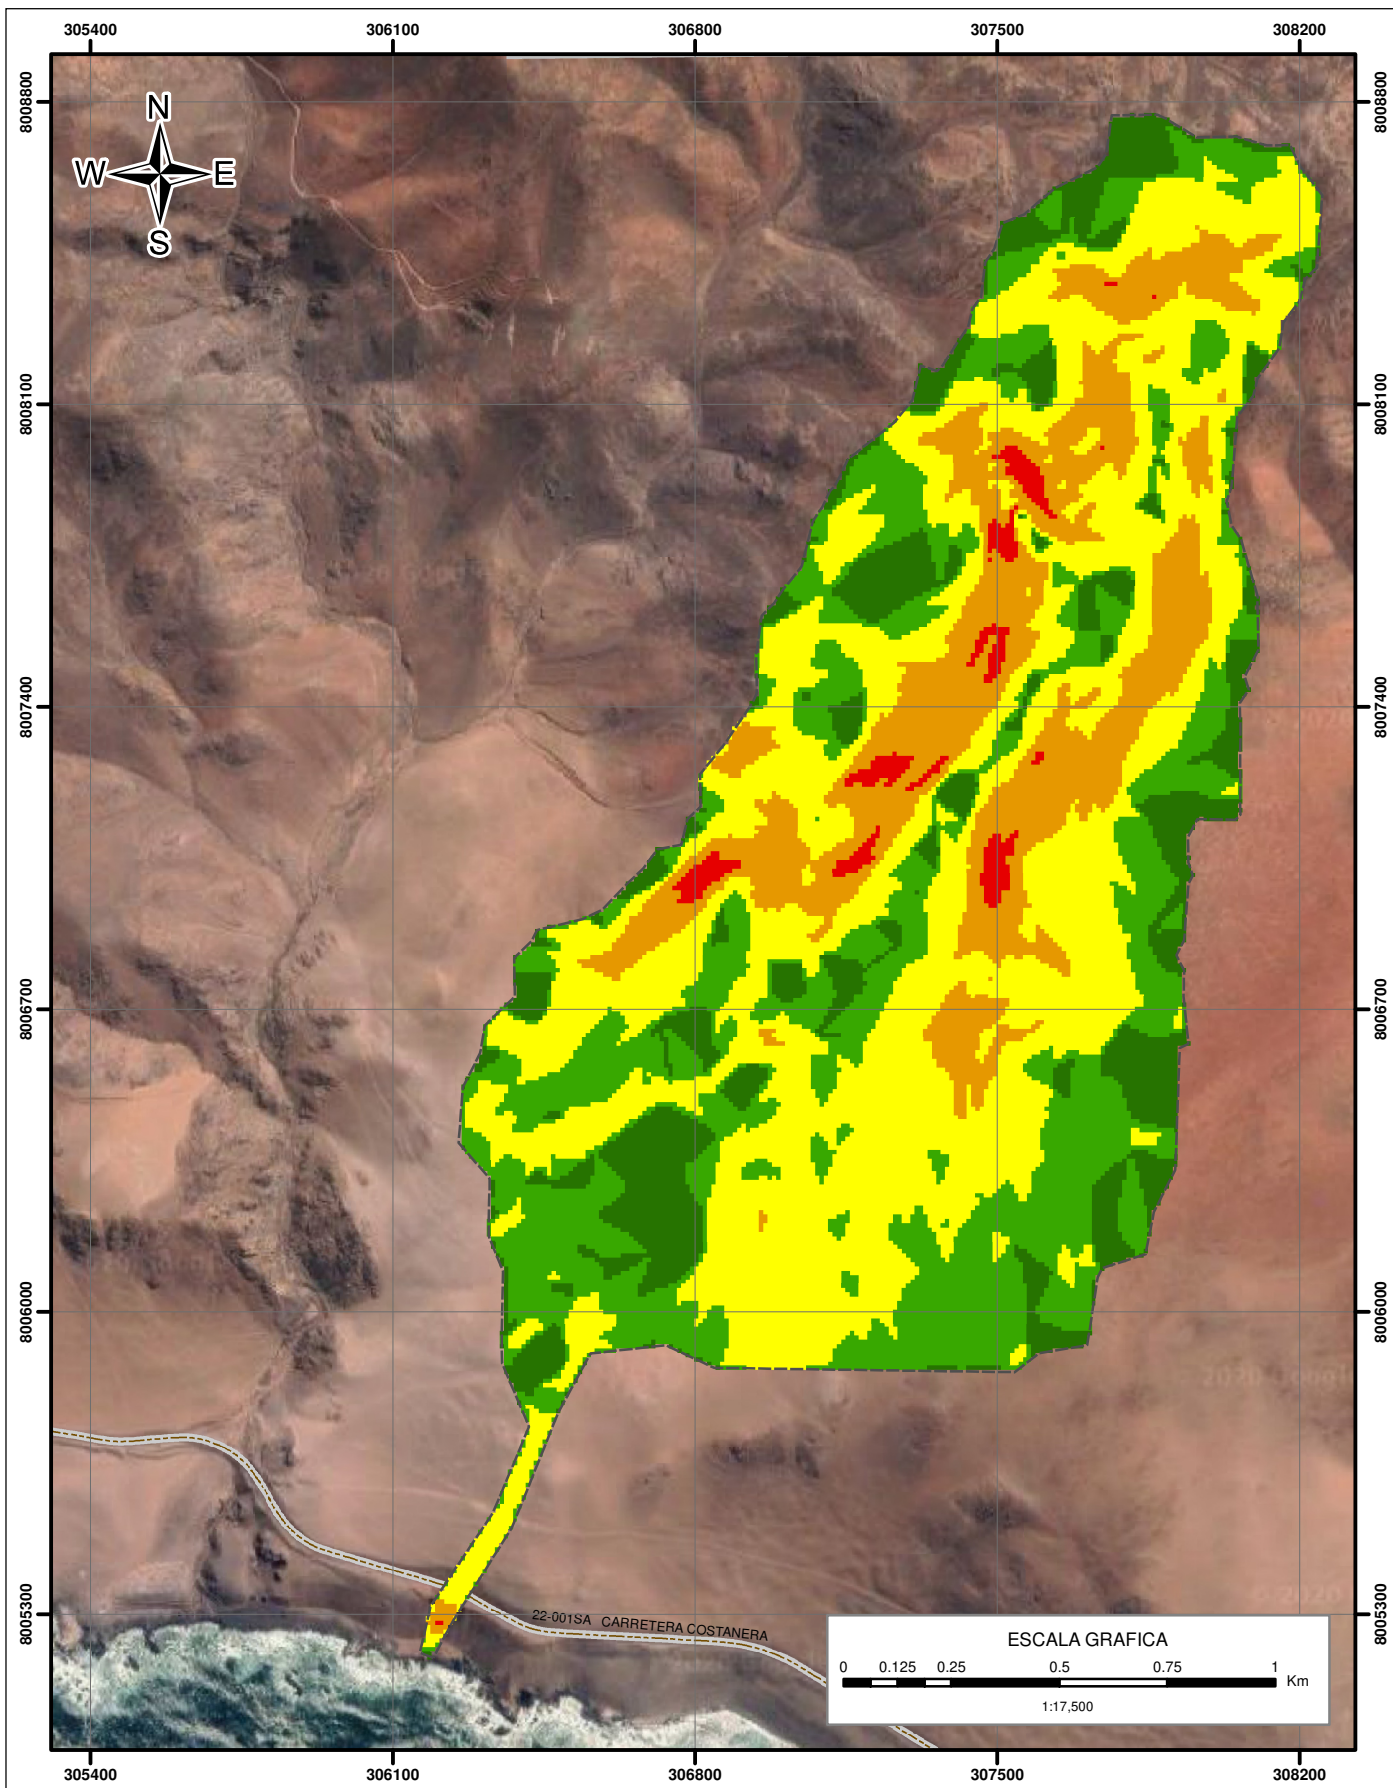 305400 306100 306800 307500 308200
8008800 8008800
N
W E
S
8008100 8008100
8007400 8007400
8006700 8006700
8006000 8006000
8005300 8005300
22-001SA CARRETERA COSTANERA
ESCALA GRAFICA
0 0.125 0.25 0.5 0.75 1
Km
1:17,500
305400 306100 306800 307500 308200